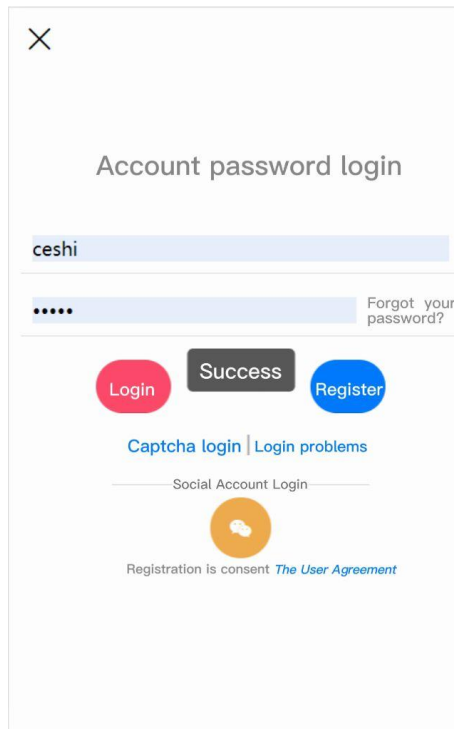 Account password login
ceshi
•••••
Forgot your
password?
Login
Success
Register
Captcha login | Login problems
Social Account Login
Registration is consent The User Agreement